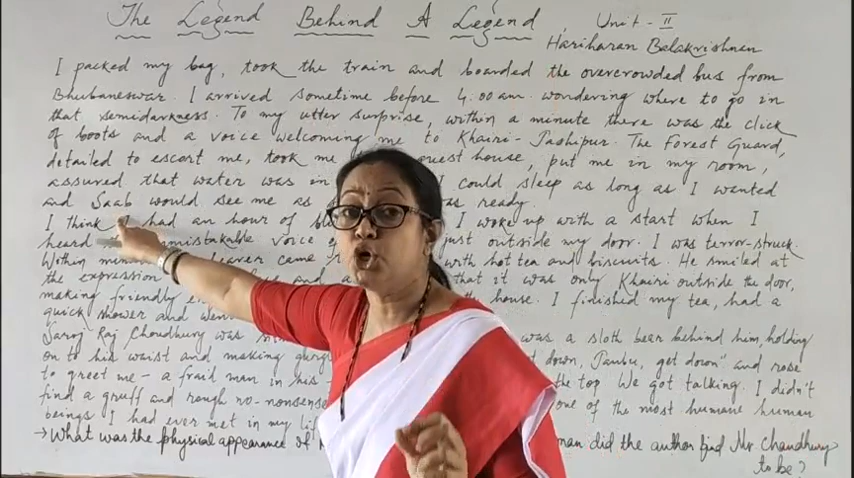 The Legend Behind A Legend, Unit - II
Hariharan Balakrishnan
I packed my bag, took the train and boarded the overcrowded bus from
Bhubaneswar. I arrived sometime before 4.00 am. wondering where to go in
that semidarkness. To my utter surprise, within a minute there was the click
of boots and a voice welcoming me to Khairi - Jashipur. The Forest Guard,
detailed to escort me, took me house, put me in my room,
assured that water was in I could sleep as long as I wanted
and Saab would see me as was ready.
I think I had an hour of I woke up with a start when I
heard unmistakable voice just outside my door. I was terror-struck.
Within bearer came with hot tea and biscuits. He smiled at
the expression that it was only Khairi outside the door,
making friendly house. I finished my tea, had a
quick shower and
Saroj Raj Choudhury was was a sloth bear behind him, holding
on to his waist and making down, Jambu, get down" and rose
to greet me - a frail man in his the top. We got talking. I didn't
find a gruff and rough no-nonsense one of the most humane human
beings I had ever met in my
→ What was the physical appearance of did the author find Mr Chaudhury
to be?